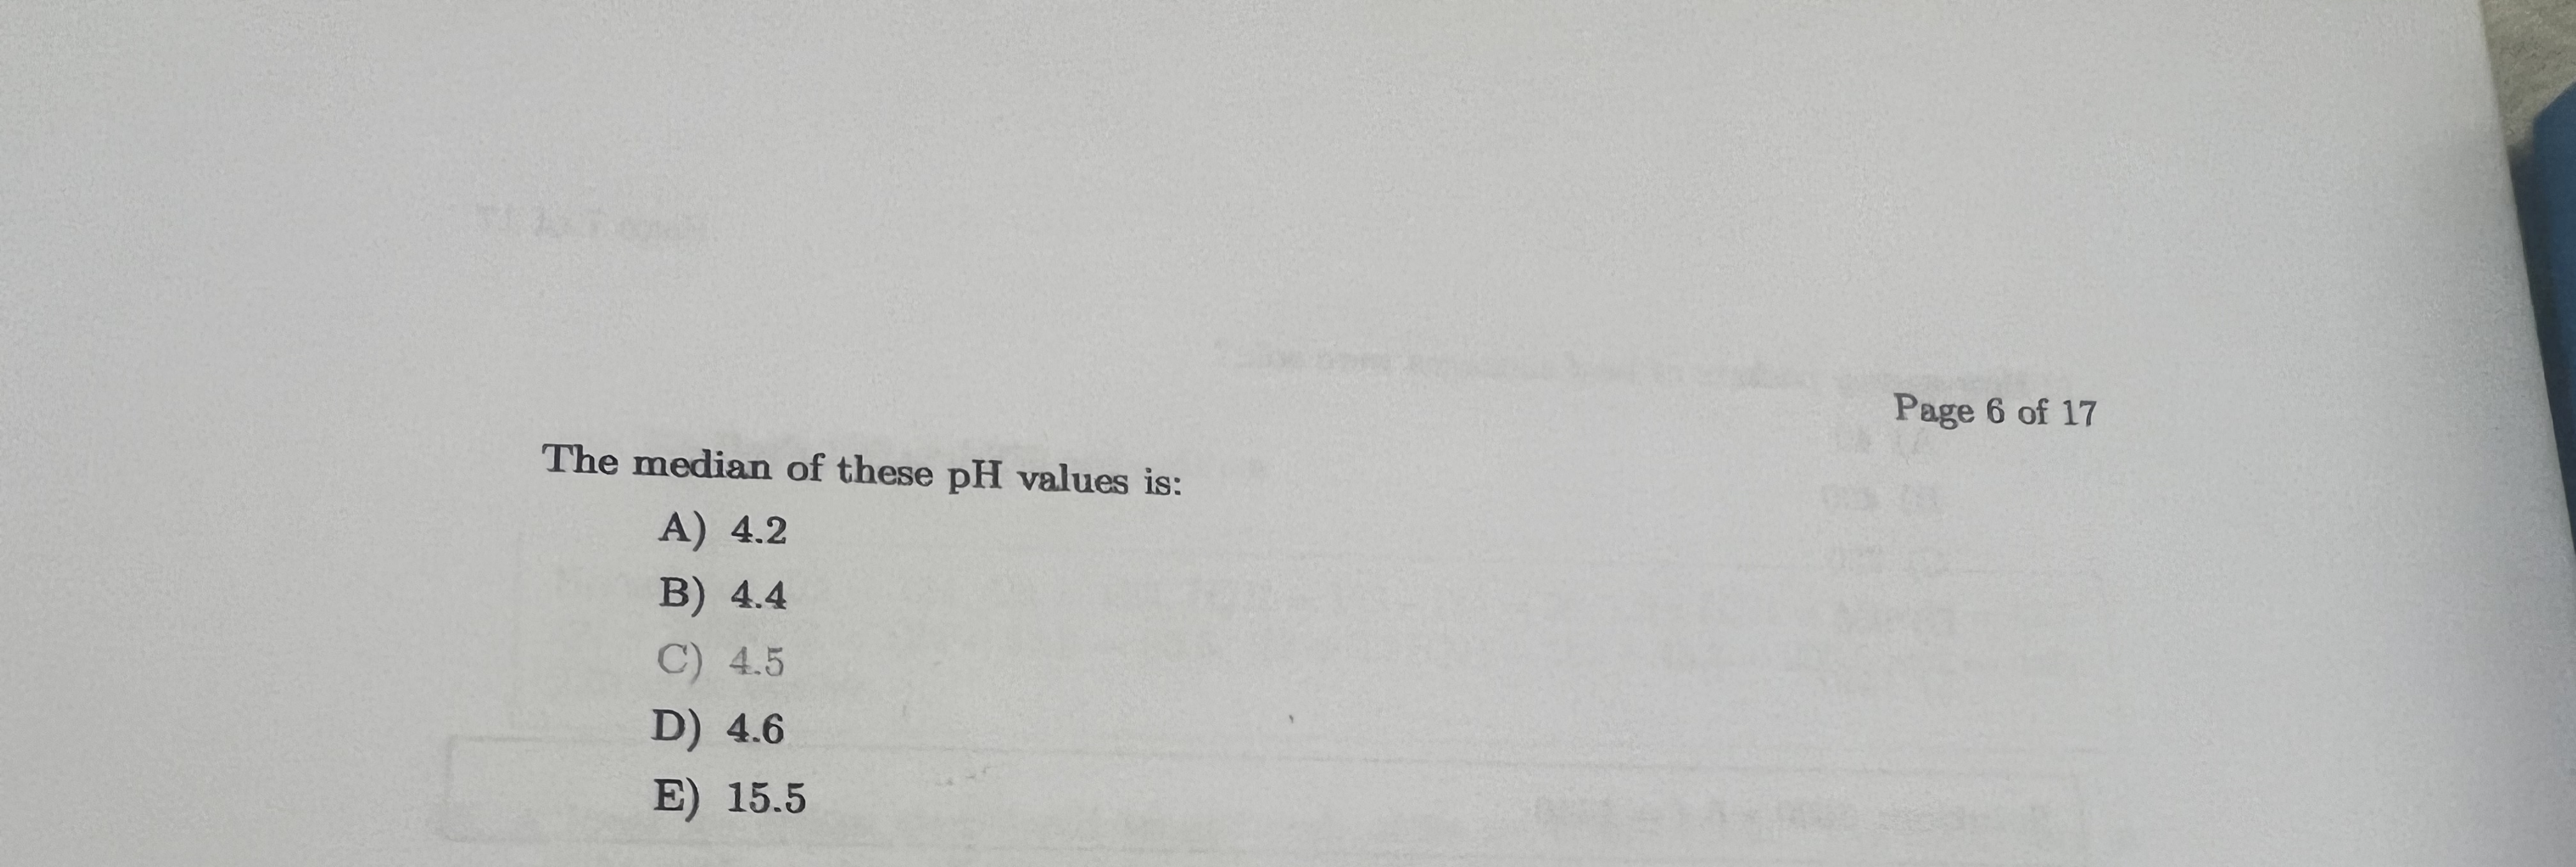 Page 6 of 17
The median of these pH values is:
A) 4.2
B) 4.4
C) 4.5
D) 4.6
E) 15.5